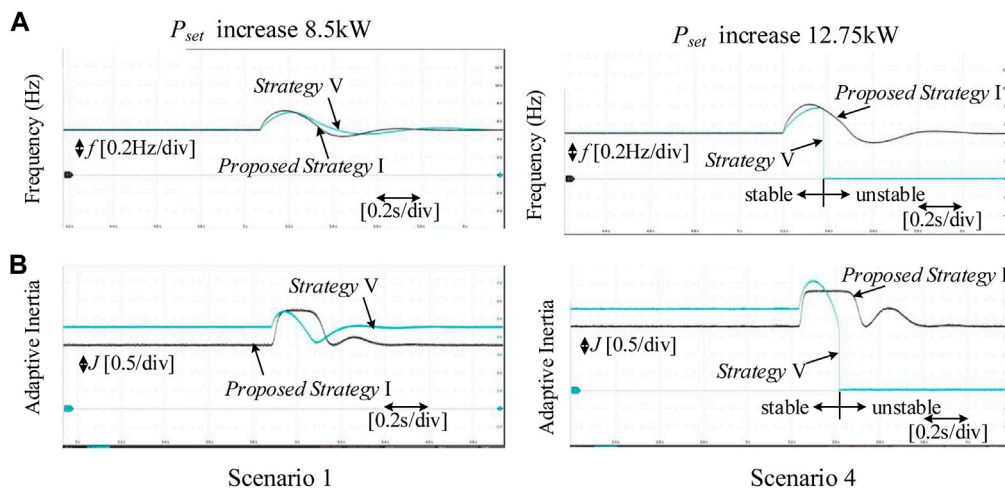 A
P_set increase 8.5kW
P_set increase 12.75kW
Frequency (Hz)
Strategy V
Proposed Strategy I
f [0.2Hz/div]
[0.2s/div]
Frequency (Hz)
Proposed Strategy I
Strategy V
f [0.2Hz/div]
stable
unstable
[0.2s/div]
B
Adaptive Inertia
Strategy V
J [0.5/div]
Proposed Strategy I
[0.2s/div]
Adaptive Inertia
Proposed Strategy I
J [0.5/div]
Strategy V
stable
unstable
[0.2s/div]
Scenario 1
Scenario 4